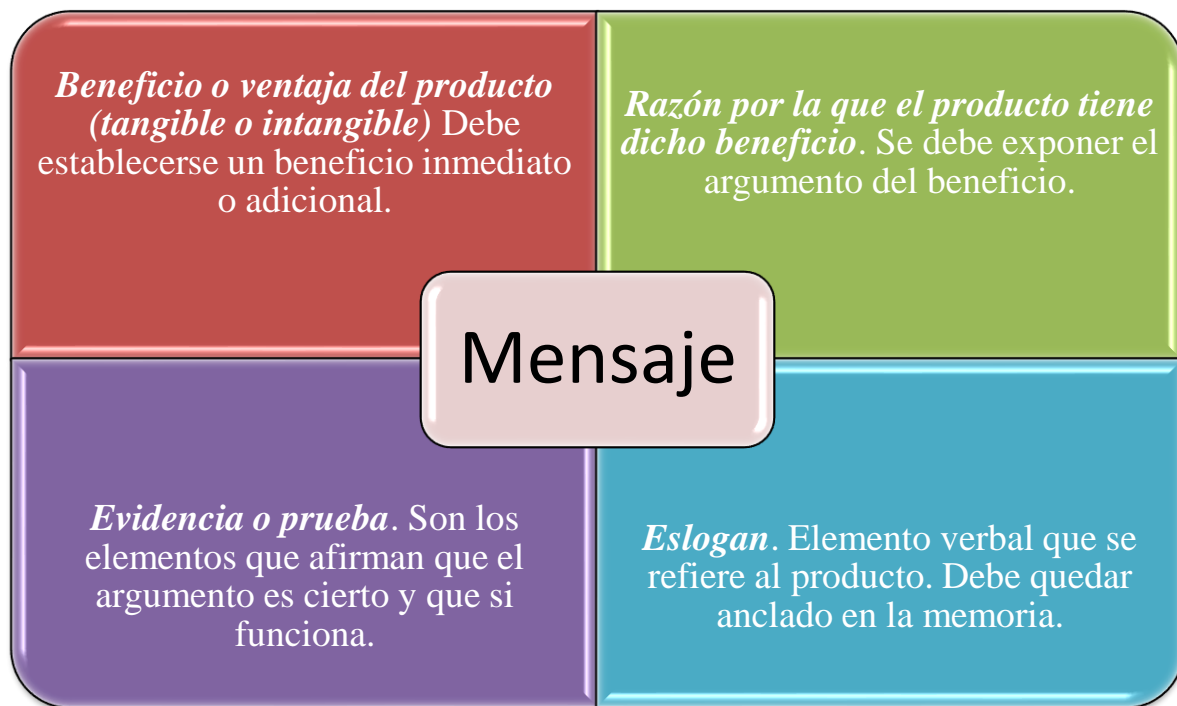 Beneficio o ventaja del producto
(tangible o intangible) Debe
establecerse un beneficio inmediato
o adicional.
Razón por la que el producto tiene
dicho beneficio. Se debe exponer el
argumento del beneficio.
Mensaje
Evidencia o prueba. Son los
elementos que afirman que el
argumento es cierto y que si
funciona.
Eslogan. Elemento verbal que se
refiere al producto. Debe quedar
anclado en la memoria.